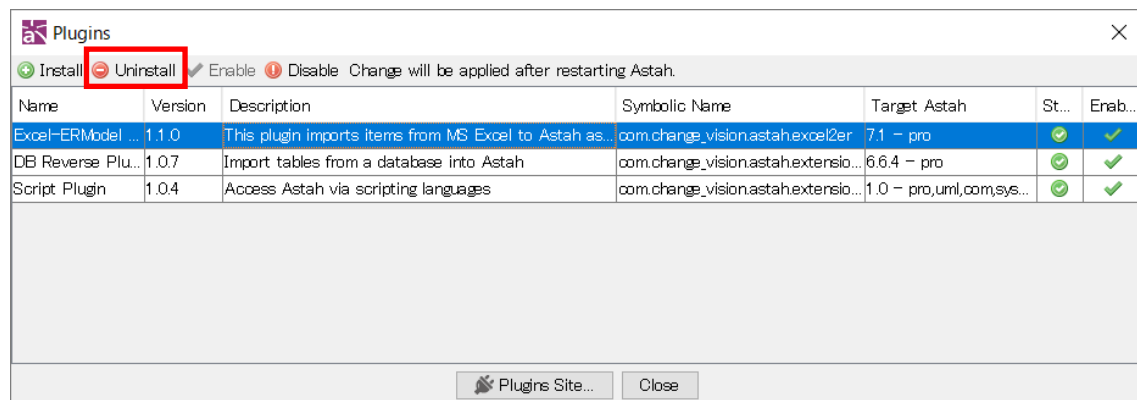 Plugins
Install Uninstall Enable Disable Change will be applied after restarting Astah.
Name Version Description Symbolic Name Target Astah St... Enab...
Excel-ERModel ... 1.1.0 This plugin imports items from MS Excel to Astah as... com.change_vision.astah.excel2er 7.1 - pro
DB Reverse Plu... 1.0.7 Import tables from a database into Astah com.change_vision.astah.extensio... 6.6.4 - pro
Script Plugin 1.0.4 Access Astah via scripting languages com.change_vision.astah.extensio... 1.0 - pro,uml,com,sys...
Plugins Site... Close